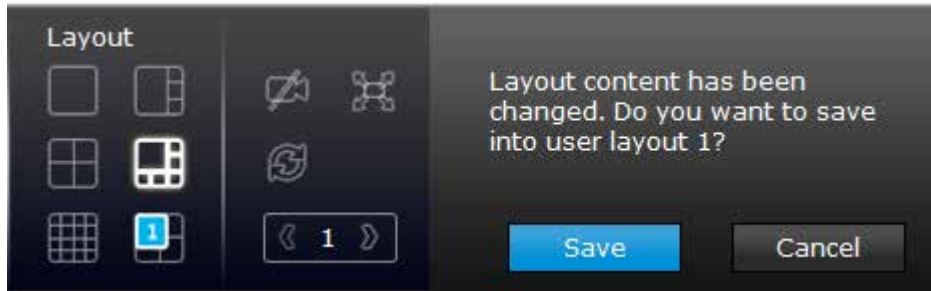 Layout
1
1
Layout content has been
changed. Do you want to save
into user layout 1?
Save
Cancel